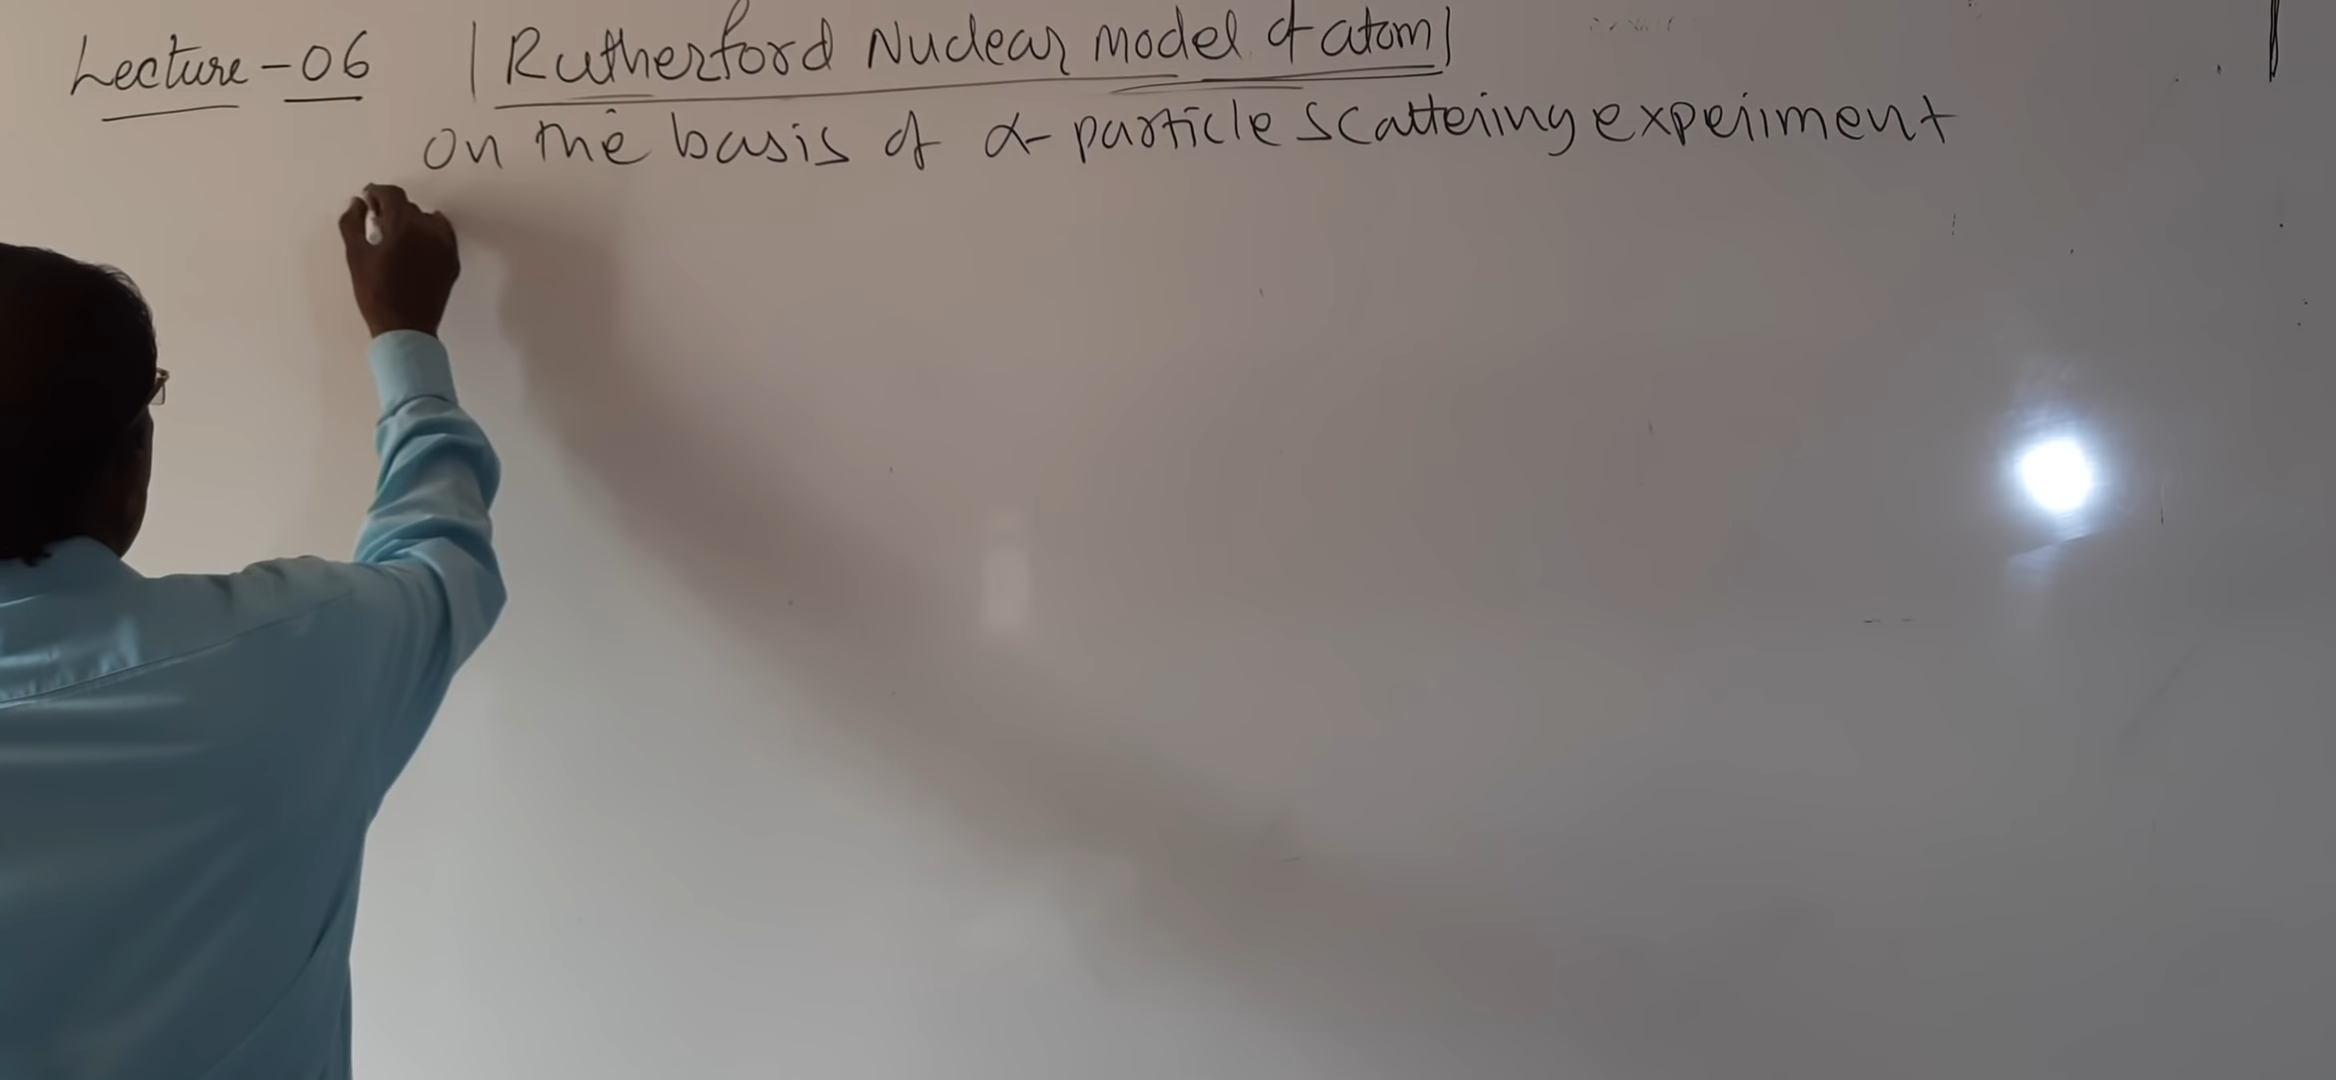 Lecture-06 | Rutherford Nuclear model of atom |
on the basis of α-particle scattering experiment